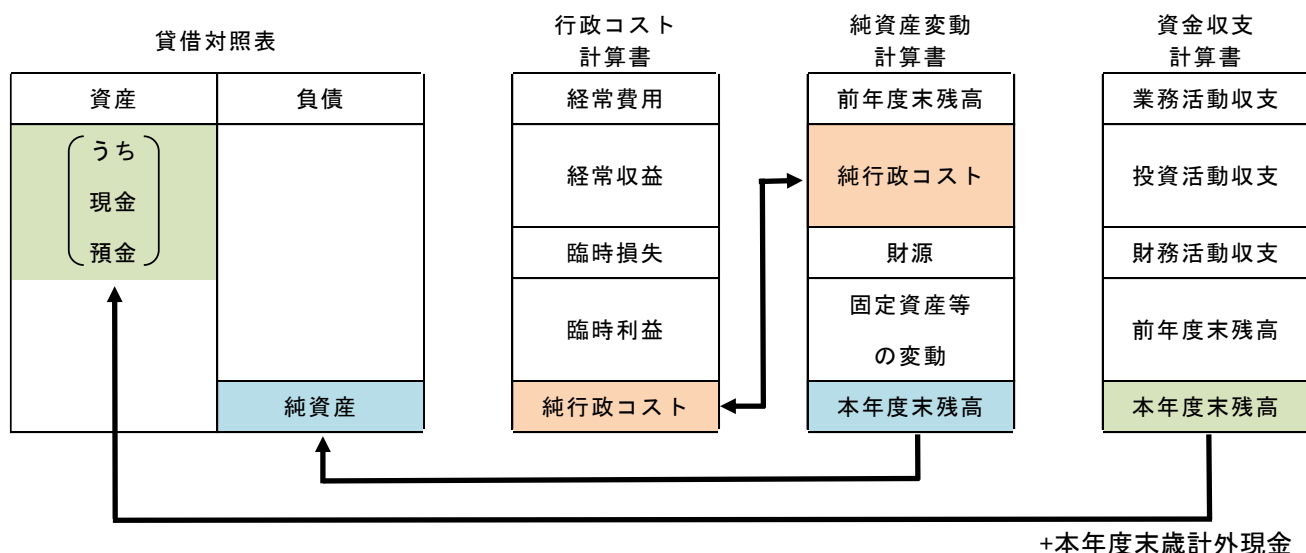 貸借対照表
資産
負債
うち
現金
預金
純資産
行政コスト
計算書
経常費用
経常収益
臨時損失
臨時利益
純行政コスト
純資産変動
計算書
前年度末残高
純行政コスト
財源
固定資産等
の変動
本年度末残高
資金収支
計算書
業務活動収支
投資活動収支
財務活動収支
前年度末残高
本年度末残高
+本年度末歳計外現金